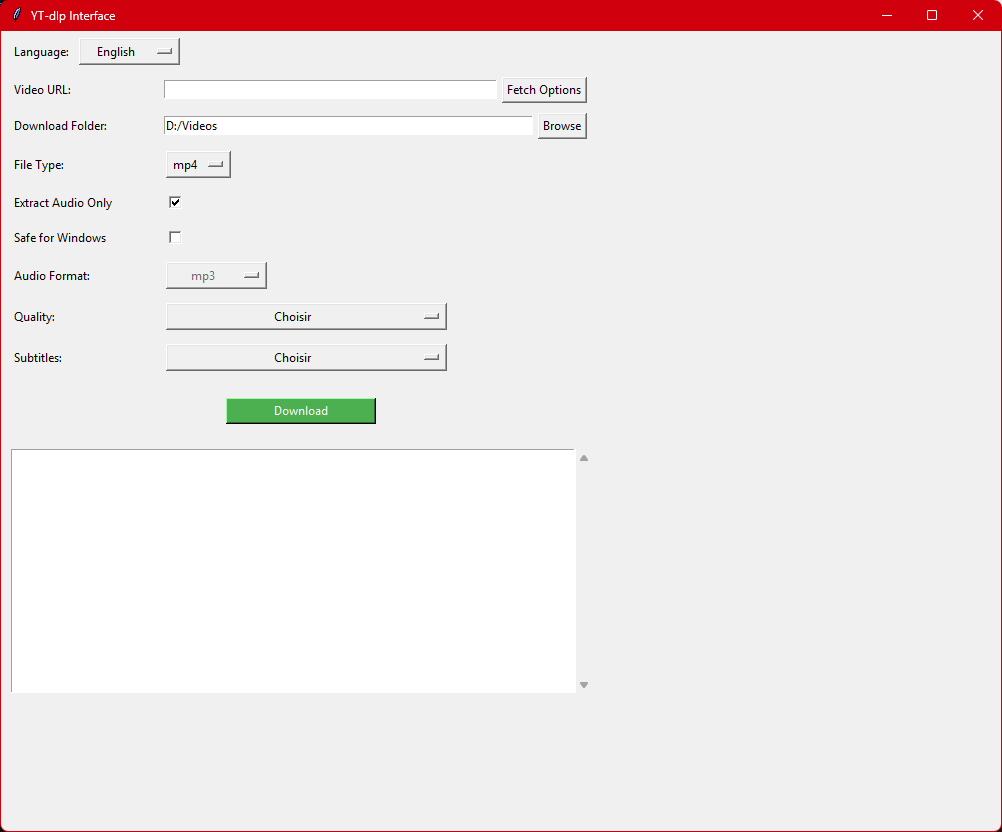 YT-dlp Interface
Language: English
Video URL: Fetch Options
Download Folder: D:/Videos Browse
File Type: mp4
Extract Audio Only
Safe for Windows
Audio Format: mp3
Quality: Choisir
Subtitles: Choisir
Download